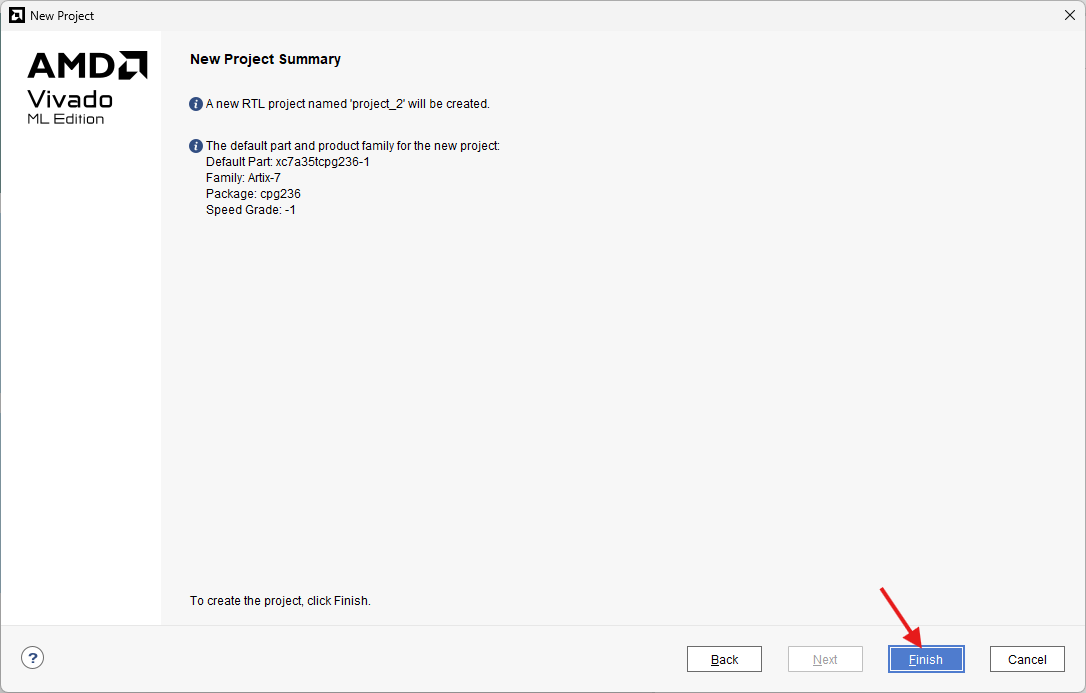 New Project
AMD
Vivado
ML Edition
New Project Summary
A new RTL project named 'project_2' will be created.
The default part and product family for the new project:
Default Part: xc7a35tcpg236-1
Family: Artix-7
Package: cpg236
Speed Grade: -1
To create the project, click Finish.
?
Back
Next
Finish
Cancel